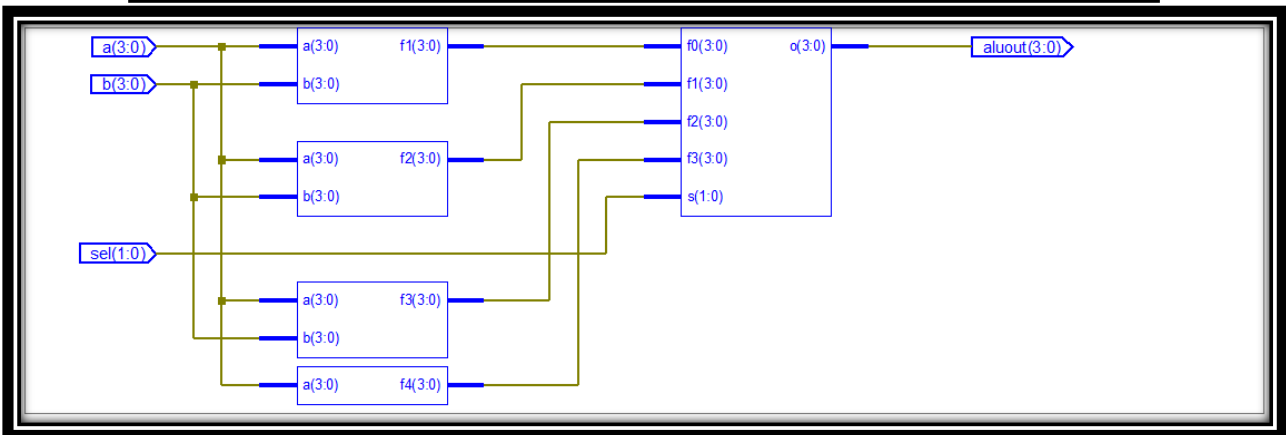 a(3:0) a(3:0) f1(3:0) f0(3:0) o(3:0) aluout(3:0)
b(3:0) b(3:0) f1(3:0)
f2(3:0)
a(3:0) f2(3:0) f3(3:0)
b(3:0) s(1:0)
sel(1:0)
a(3:0) f3(3:0)
b(3:0)
a(3:0) f4(3:0)